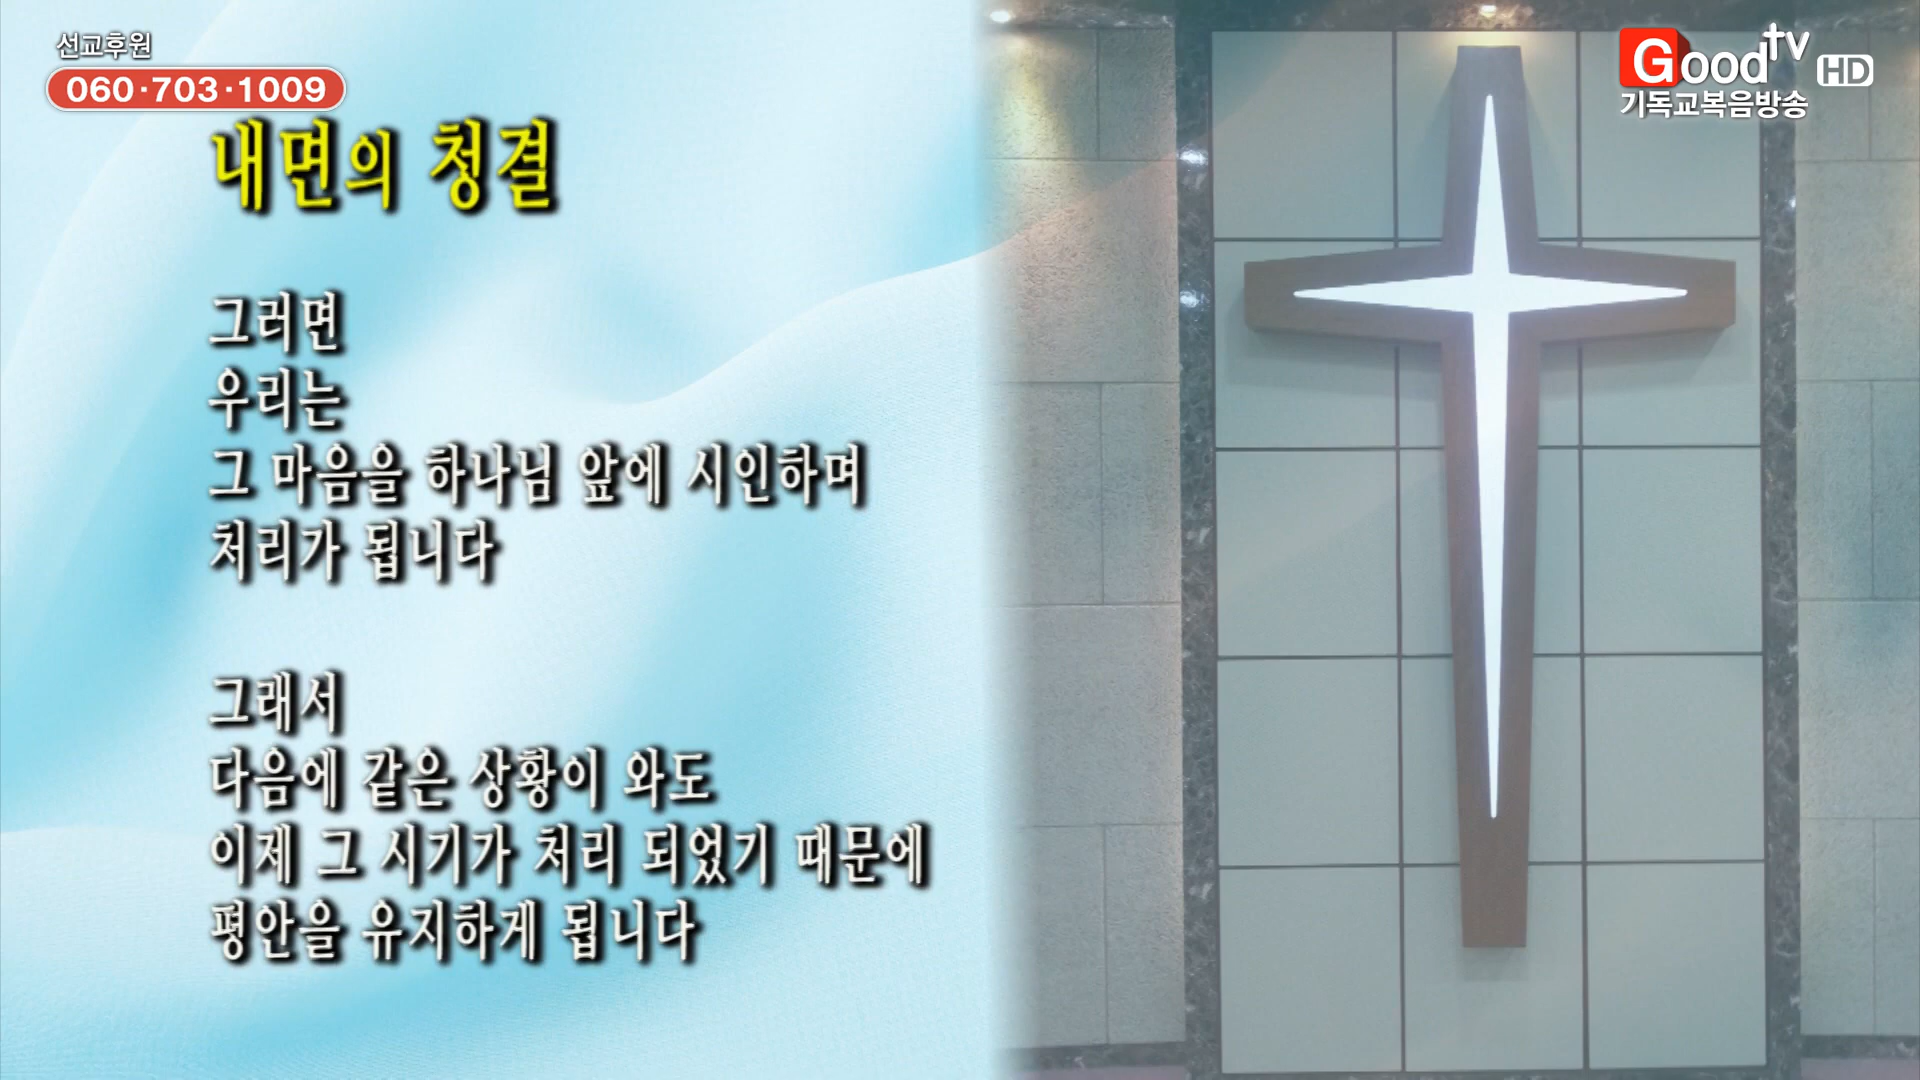 선교후원
060·703·1009
Good tv HD
기독교복음방송
내면의 청결
그러면
우리는
그 마음을 하나님 앞에 시인하며
처리가 됩니다
그래서
다음에 같은 상황이 와도
이제 그 시기가 처리 되었기 때문에
평안을 유지하게 됩니다